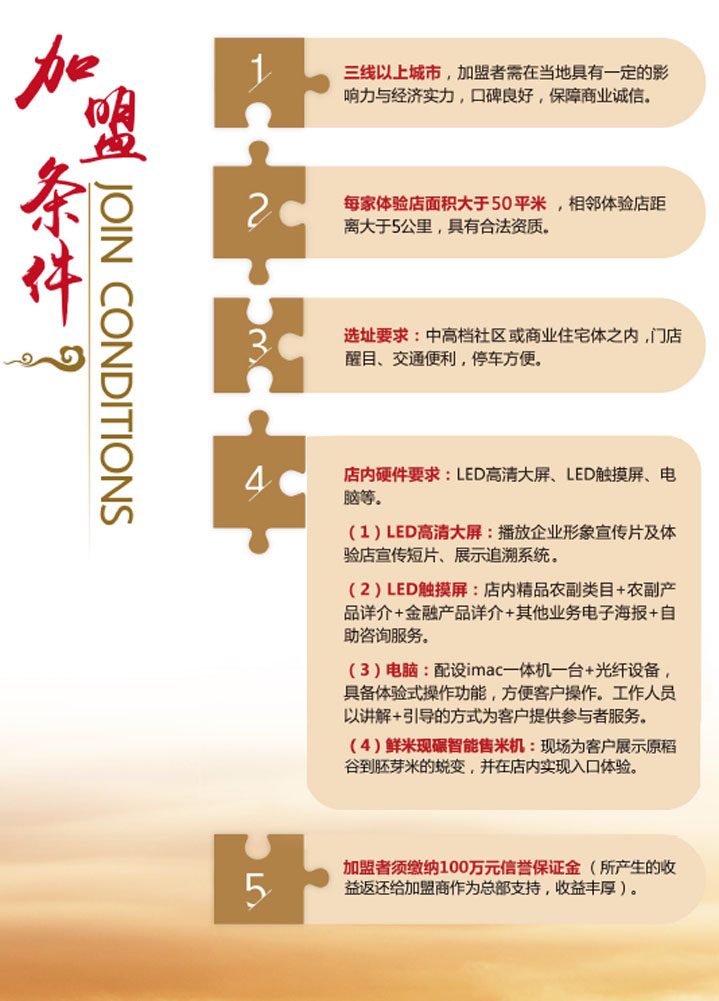 加盟条件
JOIN CONDITIONS
1
三线以上城市，加盟者需在当地具有一定的影
响力与经济实力，口碑良好，保障商业诚信。
2
每家体验店面积大于50平米 ，相邻体验店距
离大于5公里，具有合法资质。
3
选址要求：中高档社区或商业住宅体之内，门店
醒目、交通便利，停车方便。
4
店内硬件要求：LED高清大屏、LED触摸屏、电
脑等。
（1）LED高清大屏：播放企业形象宣传片及体
验店宣传短片、展示追溯系统。
（2）LED触摸屏：店内精品农副类目+农副产
品详介+金融产品详介+其他业务电子海报+自
助咨询服务。
（3）电脑：配设imac一体机一台+光纤设备，
具备体验式操作功能，方便客户操作。工作人员
以讲解+引导的方式为客户提供参与者服务。
（4）鲜米现碾智能售米机：现场为客户展示原稻
谷到胚芽米的蜕变，并在店内实现入口体验。
5
加盟者须缴纳100万元信誉保证金（所产生的收
益返还给加盟商作为总部支持，收益丰厚）。